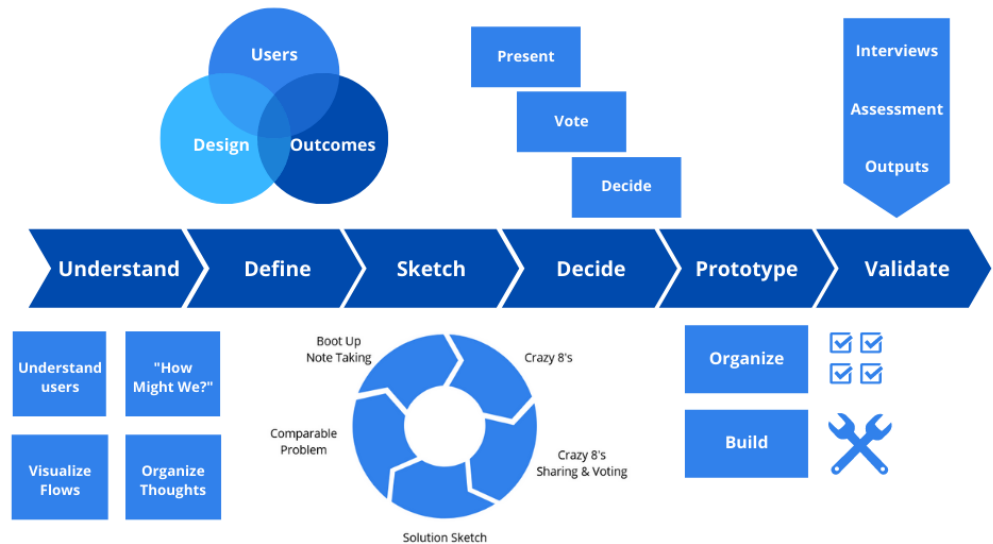 Users
Design
Outcomes
Present
Vote
Decide
Interviews
Assessment
Outputs
Understand
Define
Sketch
Decide
Prototype
Validate
Understand
users
"How
Might We?"
Visualize
Flows
Organize
Thoughts
Boot Up
Note Taking
Crazy 8's
Comparable
Problem
Crazy 8's
Sharing & Voting
Solution Sketch
Organize
Build